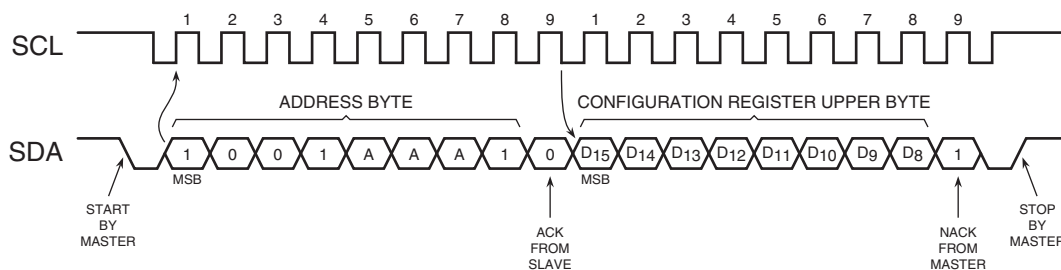 1 2 3 4 5 6 7 8 9 1 2 3 4 5 6 7 8 9
SCL
ADDRESS BYTE
CONFIGURATION REGISTER UPPER BYTE
SDA
1 0 0 1 A A A 1 0 D15 D14 D13 D12 D11 D10 D9 D8 1
MSB
MSB
START
BY
MASTER
ACK
FROM
SLAVE
NACK
FROM
MASTER
STOP
BY
MASTER